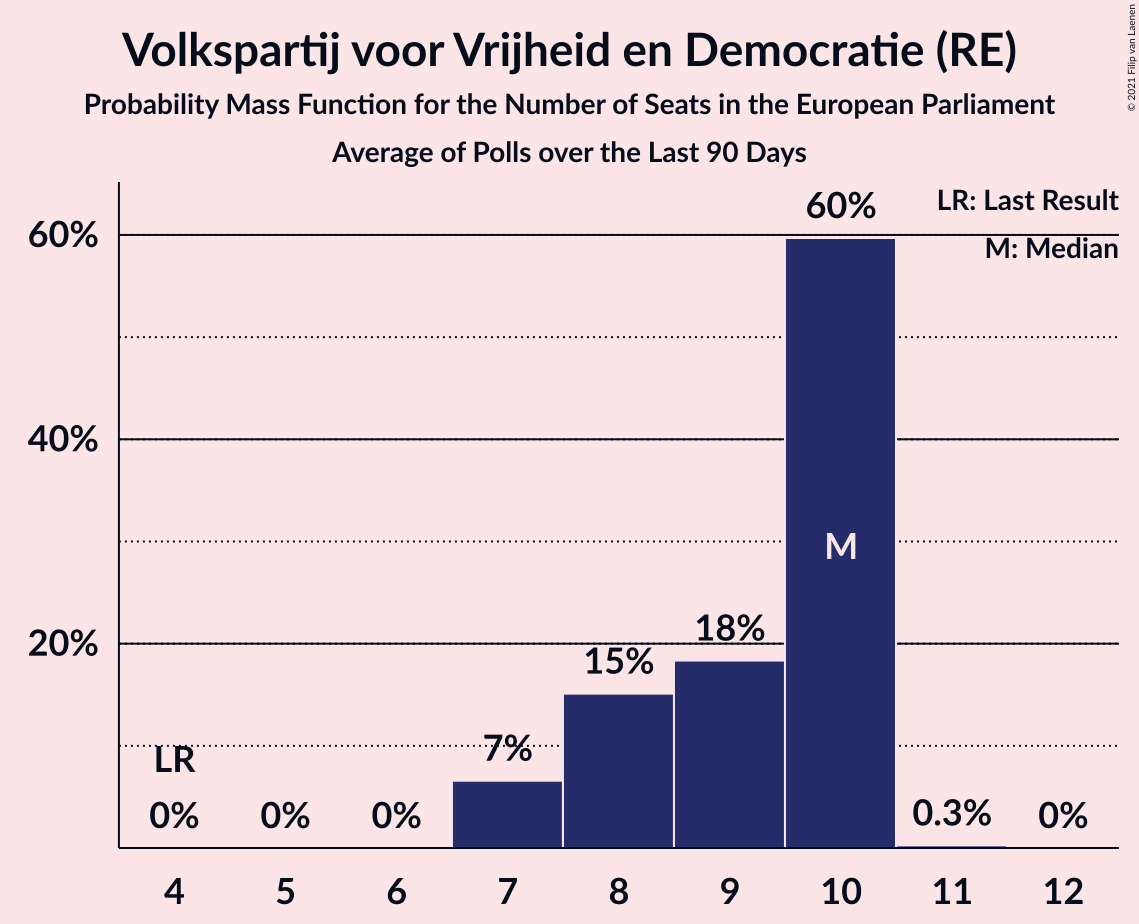 Volkspartij voor Vrijheid en Democratie (RE)
Probability Mass Function for the Number of Seats in the European Parliament
Average of Polls over the Last 90 Days
© 2021 Filip van Laenen
LR: Last Result
M: Median
60%
40%
20%
LR
0%
0%
0%
7%
15%
18%
60%
M
0.3%
0%
4 5 6 7 8 9 10 11 12